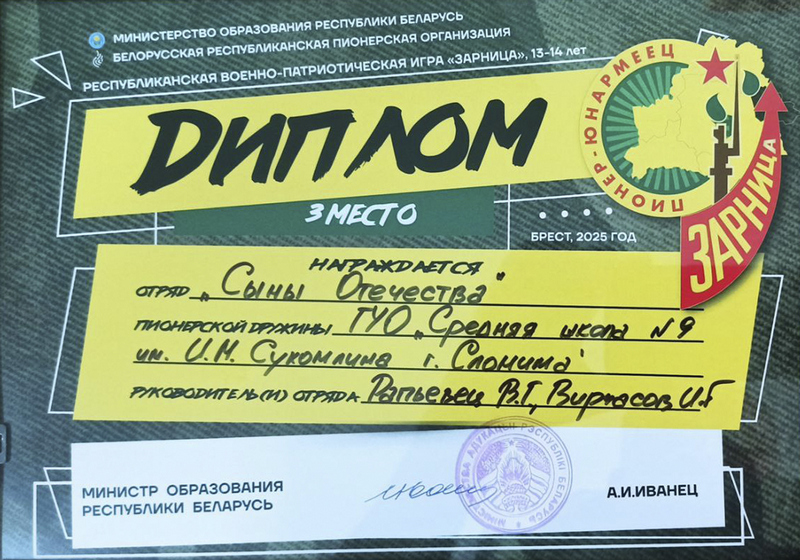 МИНИСТЕРСТВО ОБРАЗОВАНИЯ РЕСПУБЛИКИ БЕЛАРУСЬ
БЕЛОРУССКАЯ РЕСПУБЛИКАНСКАЯ ПИОНЕРСКАЯ ОРГАНИЗАЦИЯ
РЕСПУБЛИКАНСКАЯ ВОЕННО-ПАТРИОТИЧЕСКАЯ ИГРА «ЗАРНИЦА», 13-14 лет
ПИОНЕР-ЮНАРМЕЕЦ
ЗАРНИЦА
ДИПЛОМ
3 МЕСТО
БРЕСТ, 2025 ГОД
НАГРАЖДАЕТСЯ
ОТРЯД „Сыны Отечества"
ПИОНЕРСКОЙ ДРУЖИНЫ ГУО „Средняя школа №9
им. И.М. Сухомлина г. Слонима"
РУКОВОДИТЕЛЬ(И) ОТРЯДА В.Г, И.Г
МИНИСТР ОБРАЗОВАНИЯ
РЕСПУБЛИКИ БЕЛАРУСЬ
А.И.ИВАНЕЦ